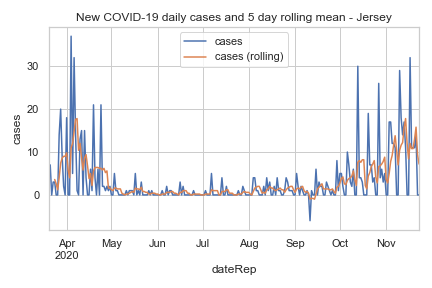 New COVID-19 daily cases and 5 day rolling mean - Jersey
cases
cases (rolling)
30
20
10
0
cases
Apr May Jun Jul Aug Sep Oct Nov
2020
dateRep